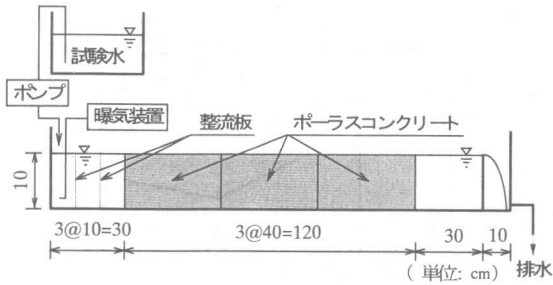 試験水
ポンプ
曝気装置
整流板
ポーラスコンクリート
10
3@10=30
3@40=120
30
10
(単位: cm)
排水